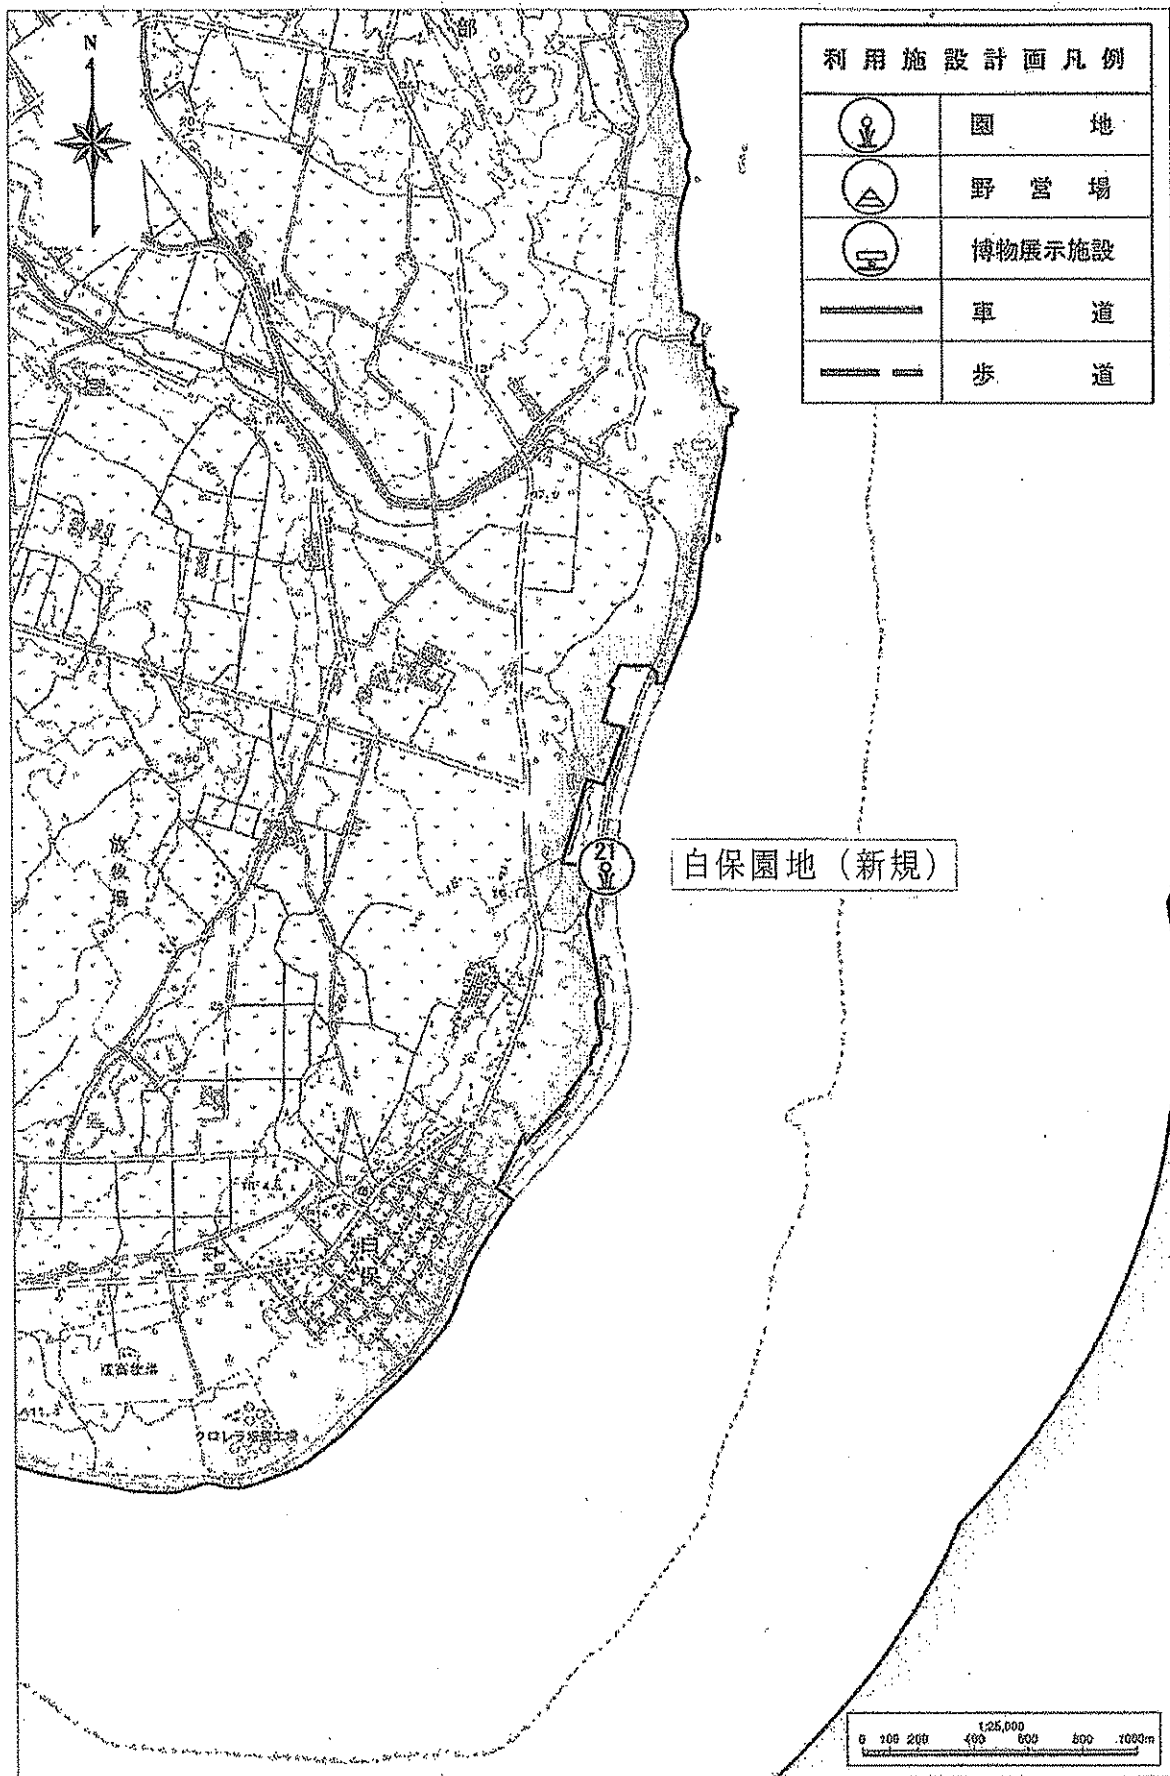 N
部
利用施設計画凡例
園地
野営場
博物展示施設
車道
歩道
21
白保園地（新規）
放牧場
白保
1:25,000
0 100 200 400 600 800 1000m